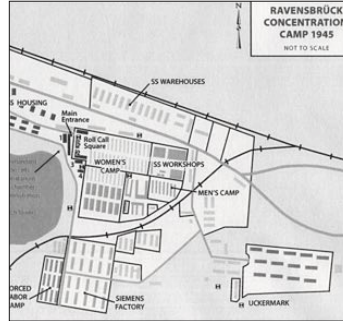 N
RAVENSBRÜCK
CONCENTRATION
CAMP 1945
NOT TO SCALE
SS WAREHOUSES
S HOUSING
Main
Entrance
Roll Call
Square
WOMEN'S
CAMP
SS WORKSHOPS
MEN'S CAMP
ORCED
ABOR
AMP
SIEMENS
FACTORY
UCKERMARK